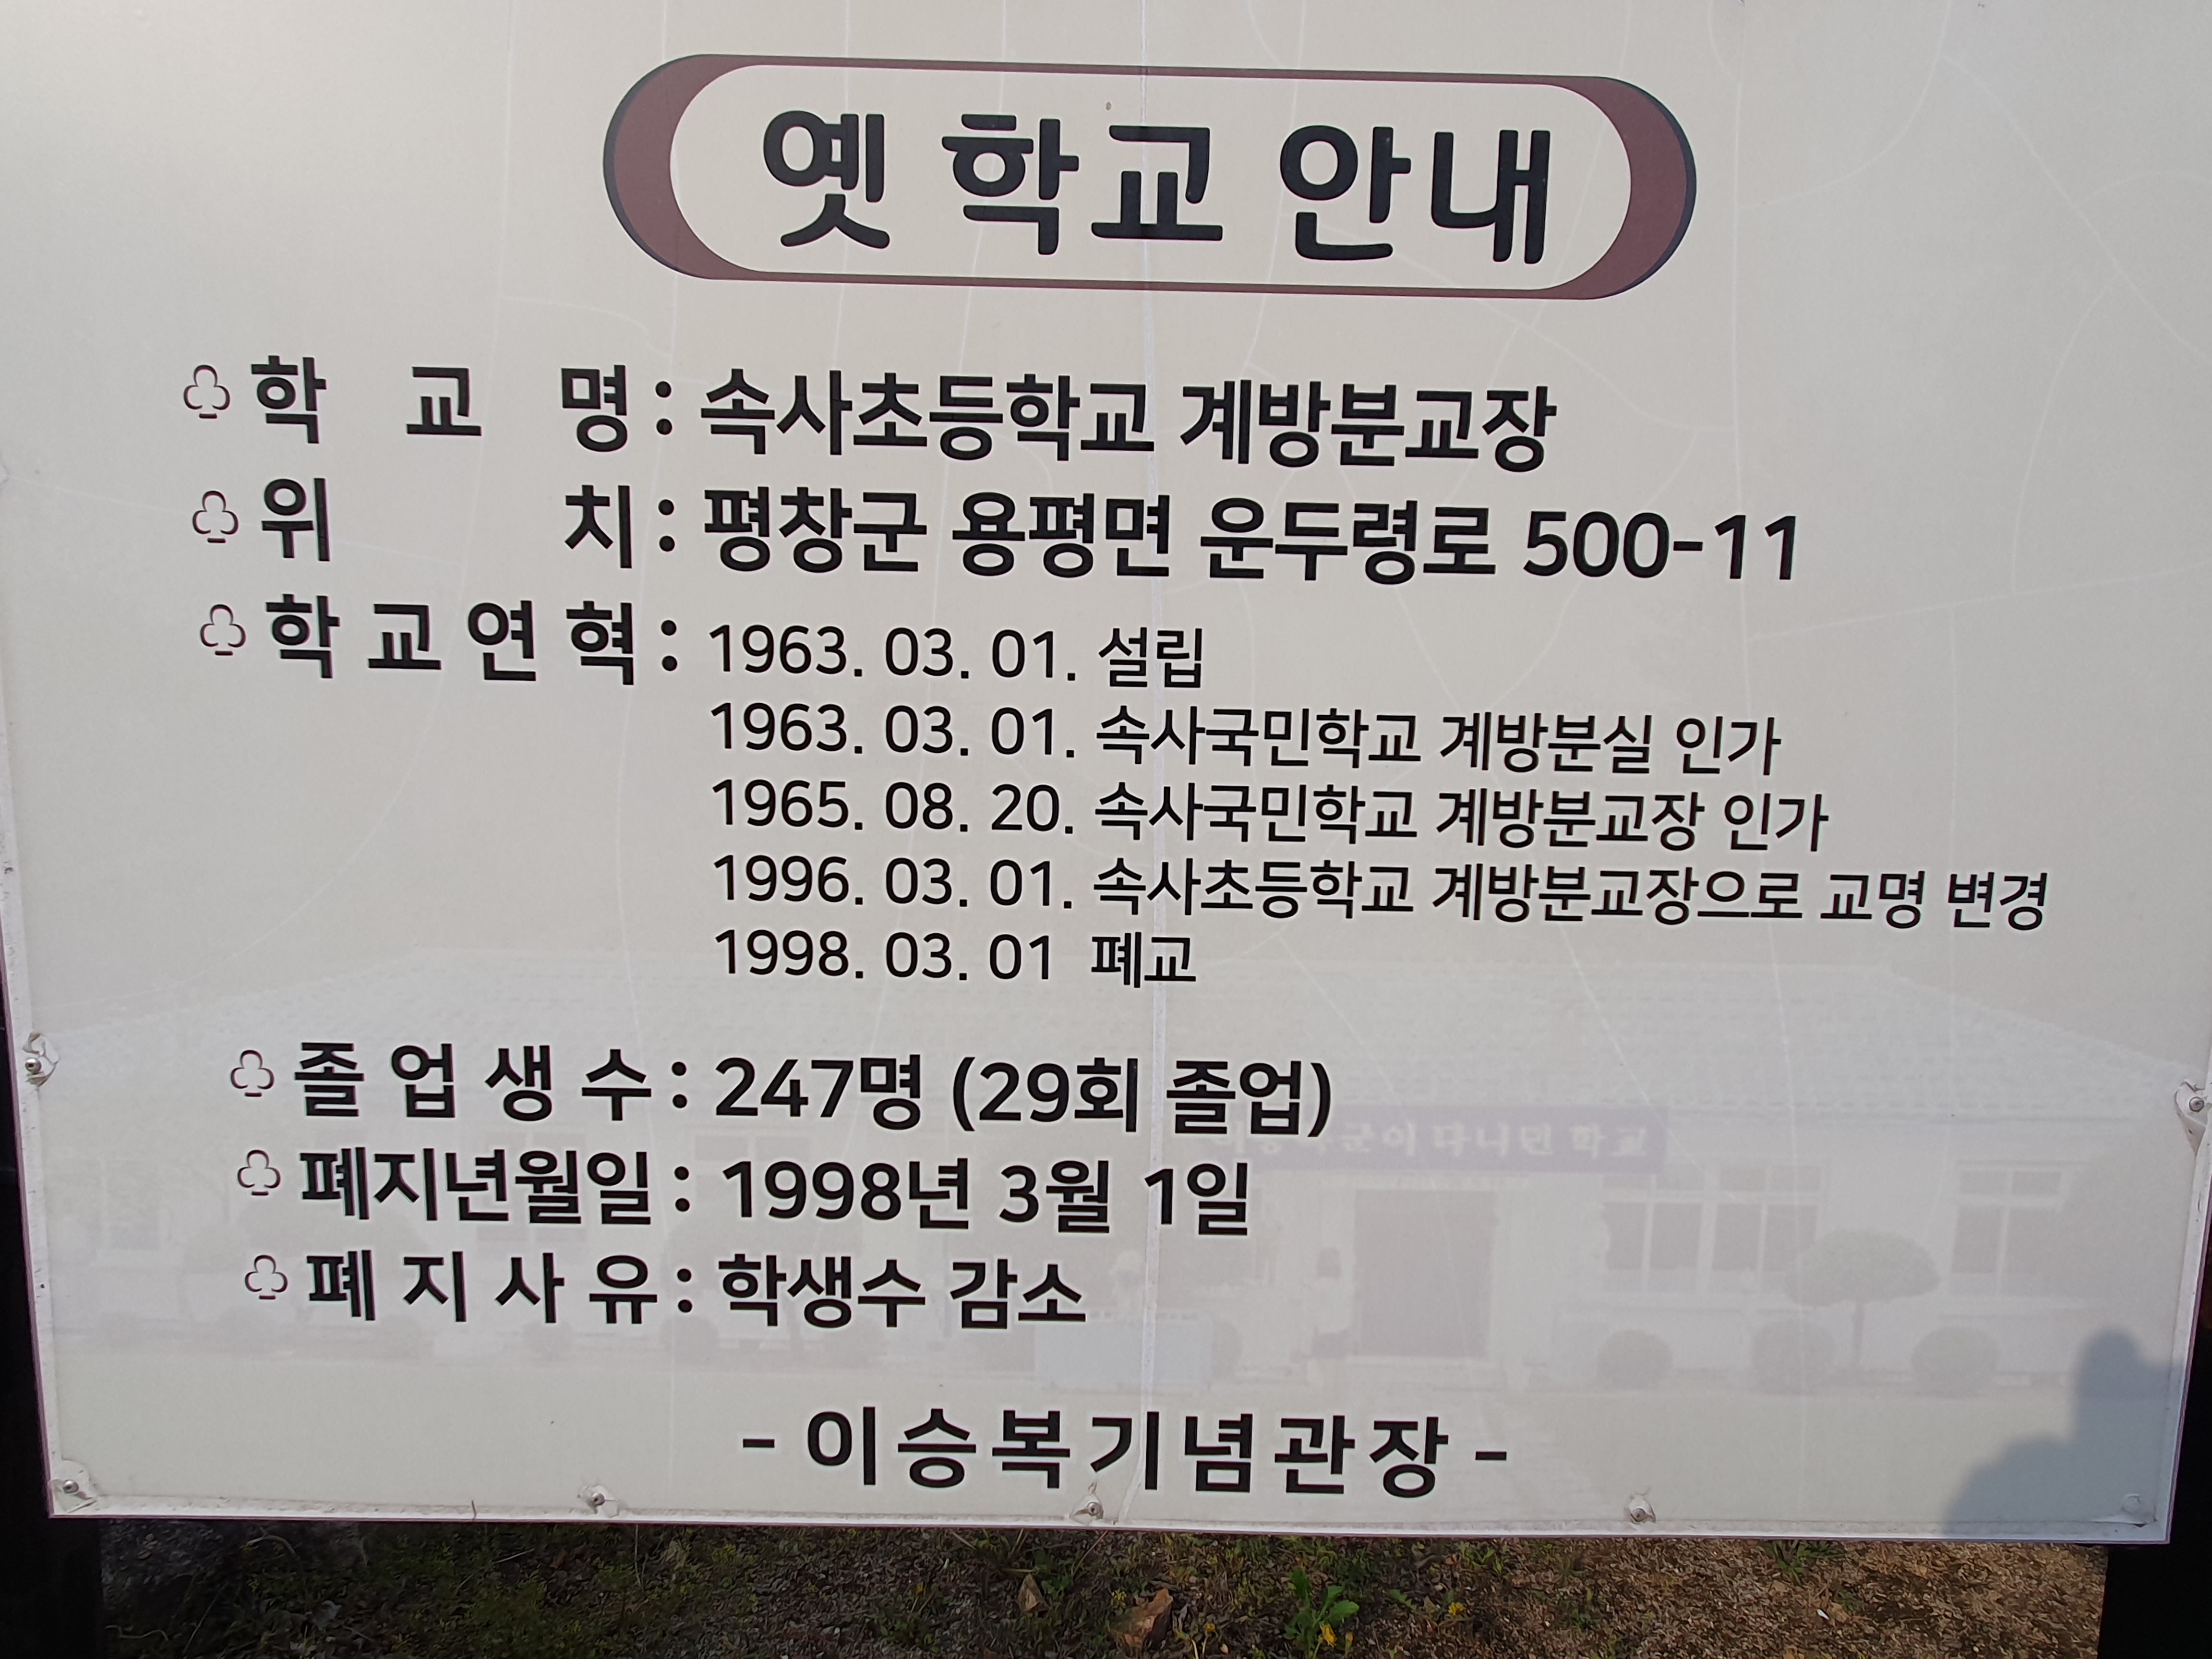 옛 학교 안내
♧ 학 교 명 : 속사초등학교 계방분교장
♧ 위 치 : 평창군 용평면 운두령로 500-11
♧ 학 교 연 혁 : 1963. 03. 01. 설립
1963. 03. 01. 속사국민학교 계방분실 인가
1965. 08. 20. 속사국민학교 계방분교장 인가
1996. 03. 01. 속사초등학교 계방분교장으로 교명 변경
1998. 03. 01 폐교
♧ 졸 업 생 수 : 247명 (29회 졸업)
♧ 폐지년월일 : 1998년 3월 1일
♧ 폐 지 사 유 : 학생수 감소
- 이승복기념관장 -
다니던 학교